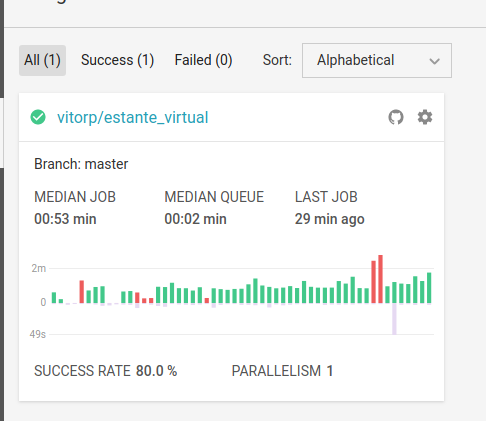 All (1) Success (1) Failed (0) Sort: Alphabetical
vitorp/estante_virtual
Branch: master
MEDIAN JOB MEDIAN QUEUE LAST JOB
00:53 min 00:02 min 29 min ago
2m
0
49s
SUCCESS RATE 80.0 % PARALLELISM 1